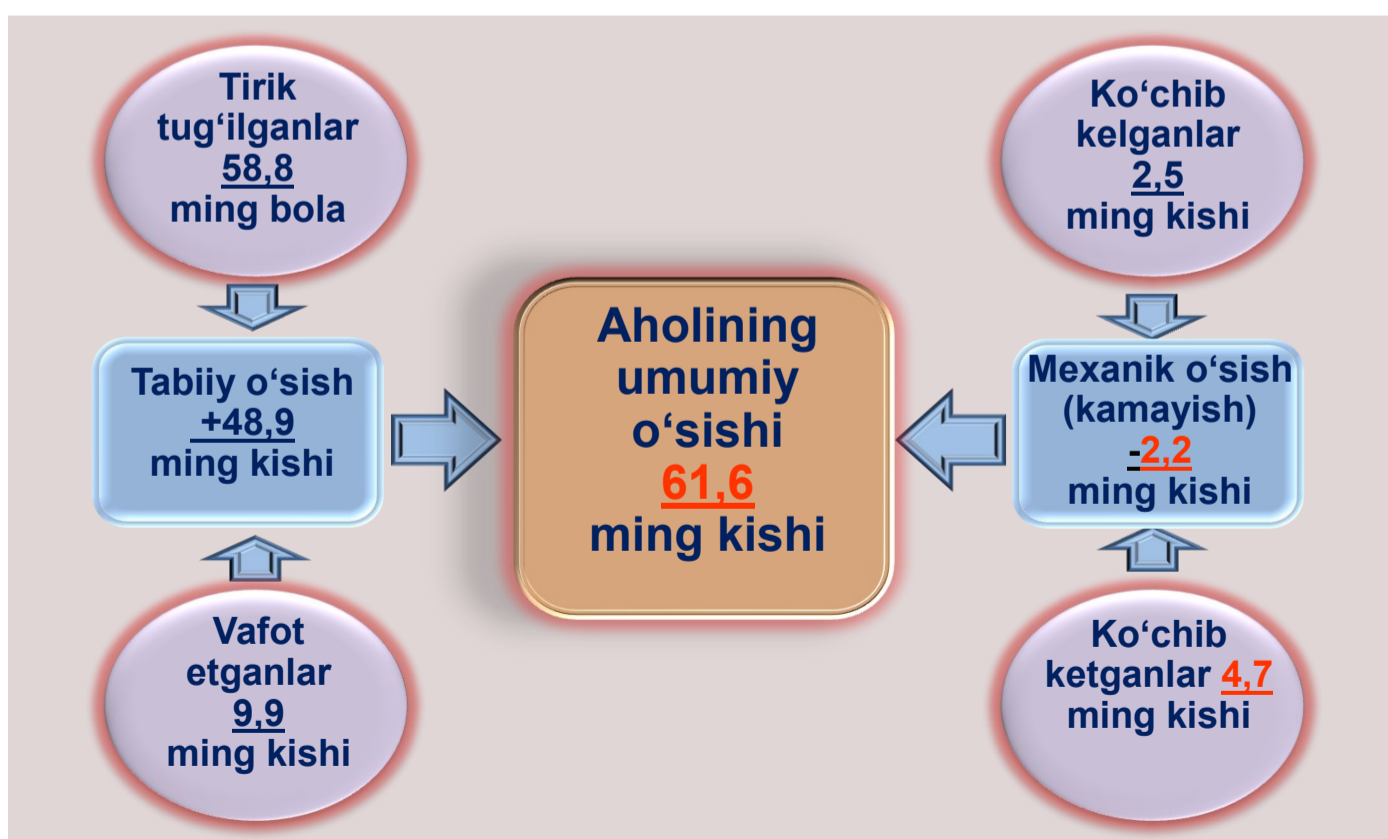 Tirik
tug‘ilganlar
58,8
ming bola
Tabiiy o‘sish
+48,9
ming kishi
Vafot
etganlar
9,9
ming kishi
Aholining
umumiy
o‘sishi
61,6
ming kishi
Ko‘chib
kelganlar
2,5
ming kishi
Mexanik o‘sish
(kamayish)
-2,2
ming kishi
Ko‘chib
ketganlar 4,7
ming kishi